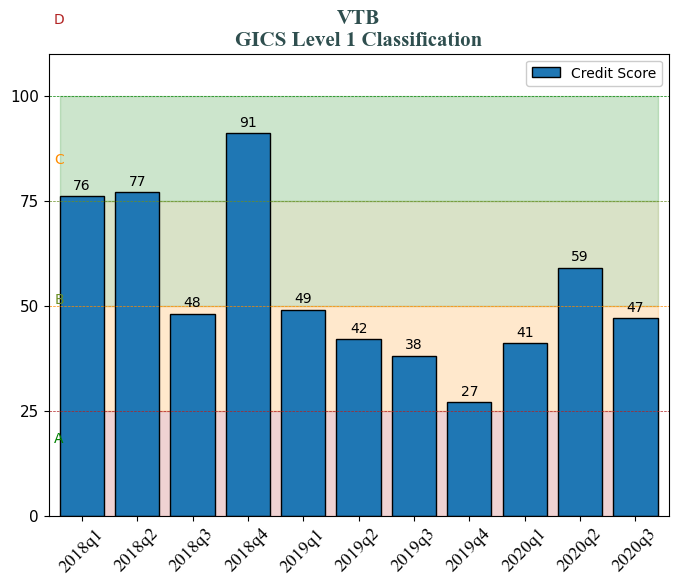 D
VTB
GICS Level 1 Classification
Credit Score
100
75
50
25
0
C
B
A
76
77
48
91
49
42
38
27
41
59
47
2018q1
2018q2
2018q3
2018q4
2019q1
2019q2
2019q3
2019q4
2020q1
2020q2
2020q3